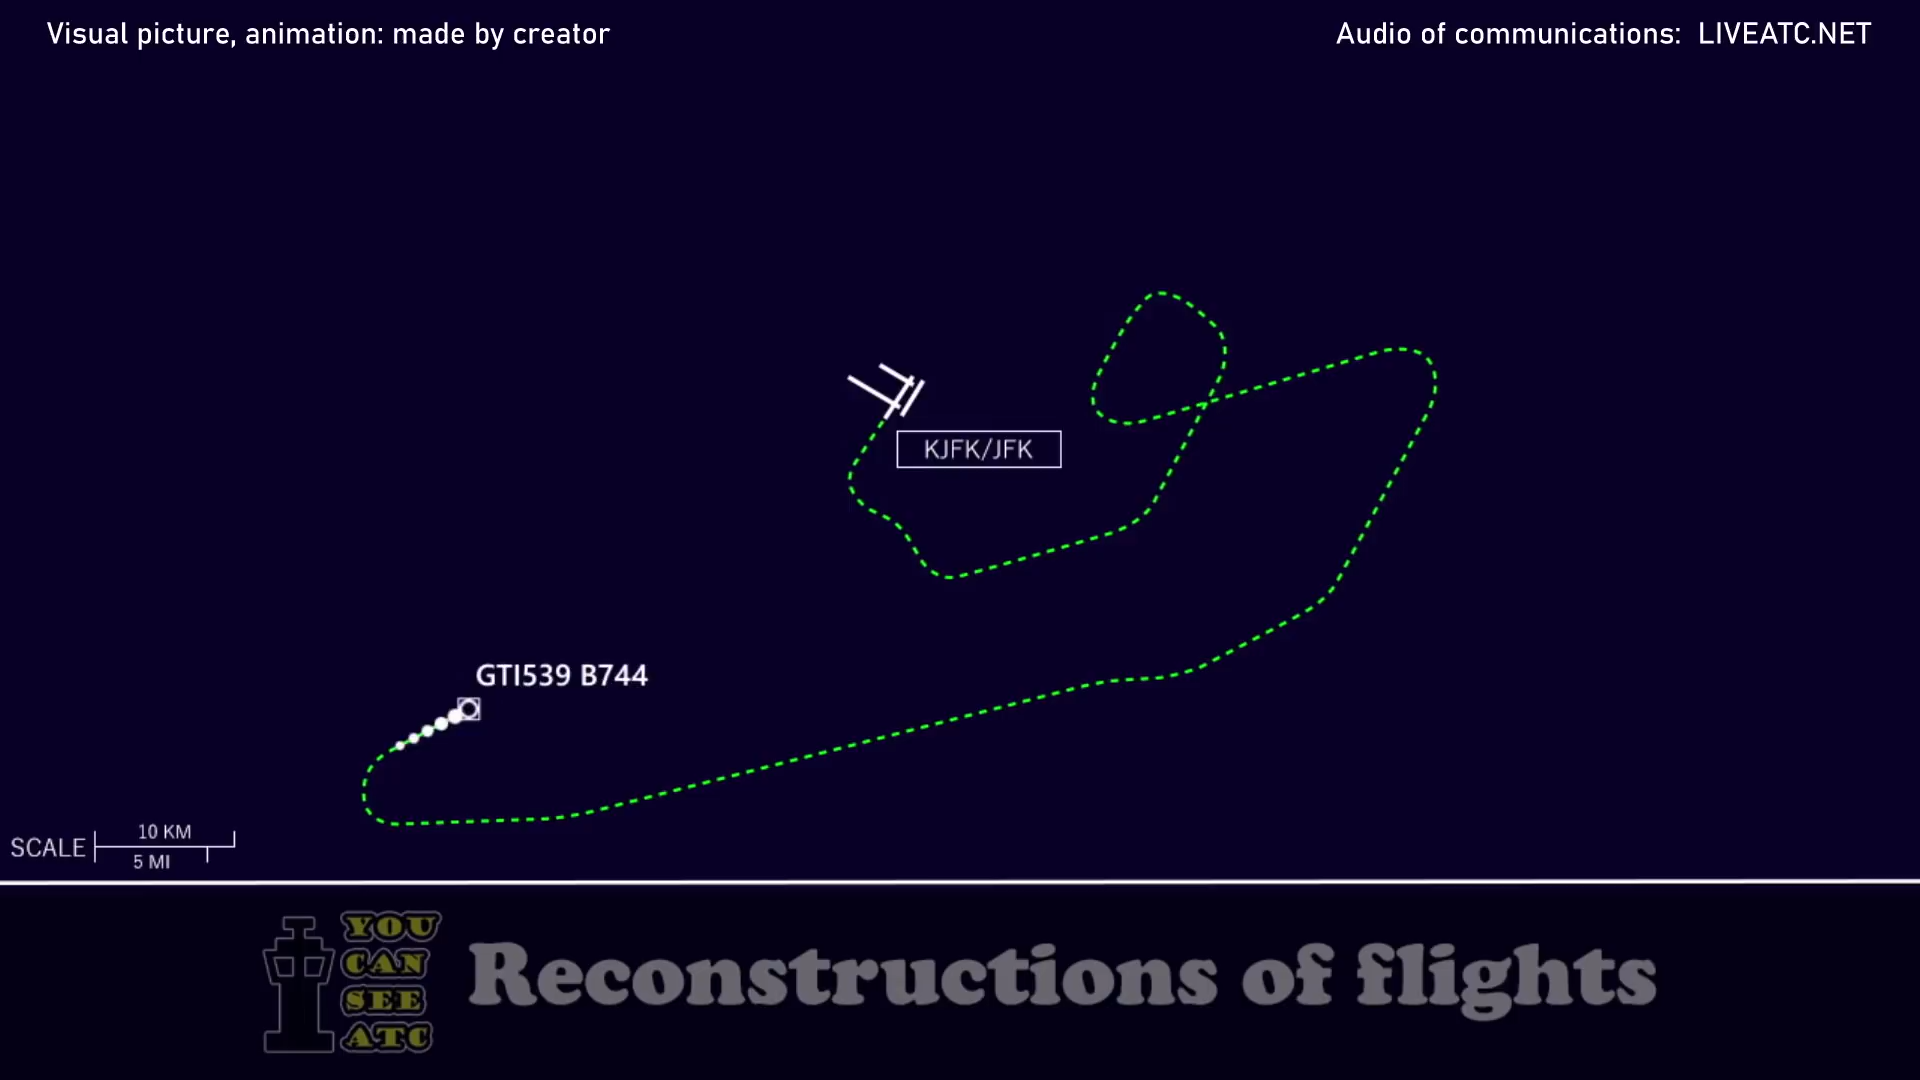 Visual picture, animation: made by creator
Audio of communications: LIVEATC.NET
KJFK/JFK
GTI539 B744
10 KM
SCALE
5 MI
YOU
CAN
SEE
ATC
Reconstructions of flights